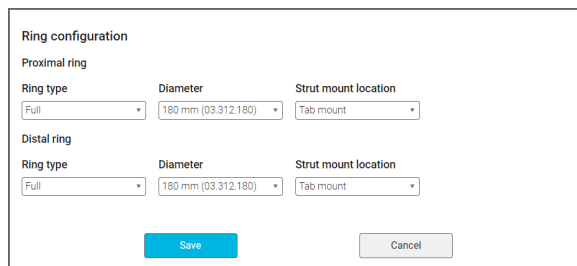 Ring configuration
Proximal ring
Ring type Diameter Strut mount location
Full 180 mm (03.312.180) Tab mount
Distal ring
Ring type Diameter Strut mount location
Full 180 mm (03.312.180) Tab mount
Save Cancel